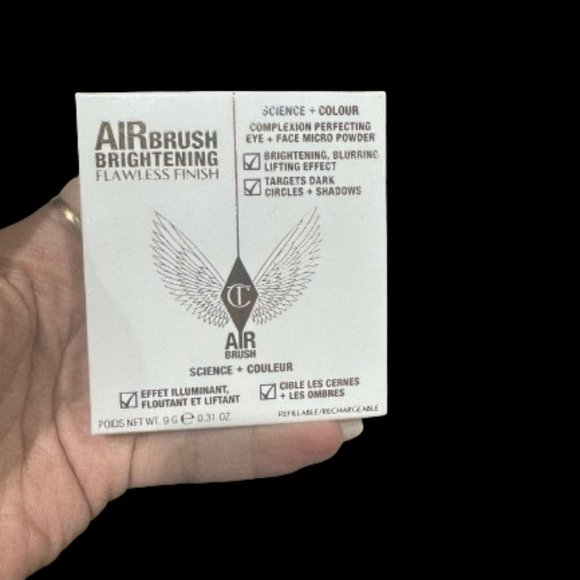 AIRBRUSH
BRIGHTENING
FLAWLESS FINISH
SCIENCE + COLOUR
COMPLEXION PERFECTING
EYE + FACE MICRO POWDER
BRIGHTENING, BLURRING
LIFTING EFFECT
TARGETS DARK
CIRCLES + SHADOWS
CT
AIR
BRUSH
SCIENCE + COULEUR
EFFET ILLUMINANT,
FLOUTANT ET LIFTANT
CIBLE LES CERNES
+ LES OMBRES
POIDS NET WT. 9 G ℮ 0.31 OZ.
REFILLABLE/RECHARGEABLE